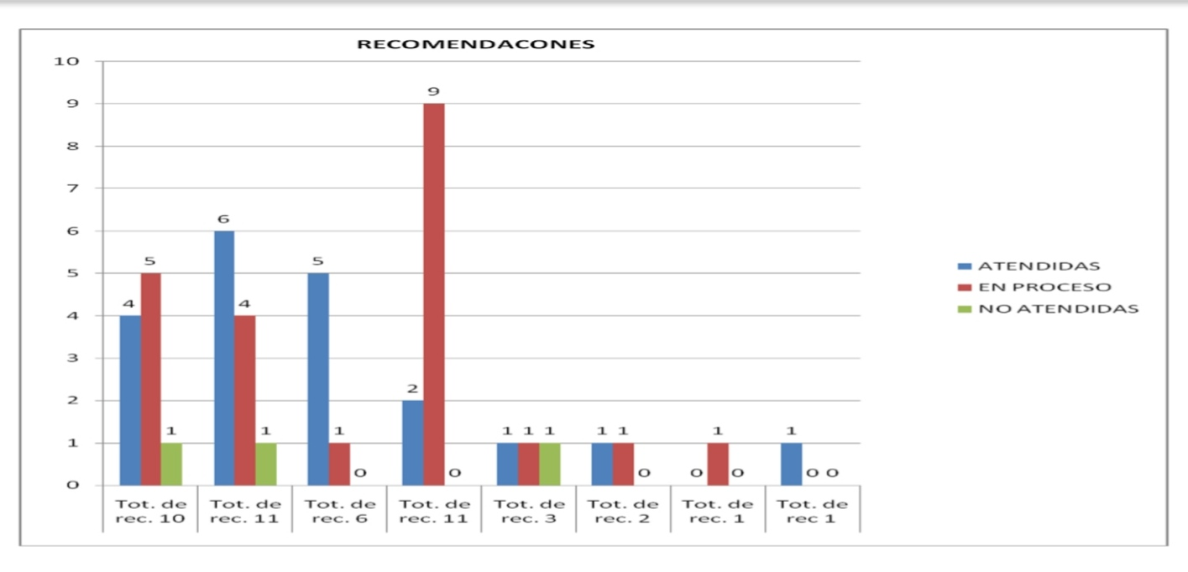 RECOMENDACONES
10
9
8
7
6
5
4
3
2
1
0
4
5
1
6
4
1
5
1
0
2
9
0
1
1
1
1
1
0
0
1
0
1
0
0
Tot. de
rec. 10
Tot. de
rec. 11
Tot. de
rec. 6
Tot. de
rec. 11
Tot. de
rec. 3
Tot. de
rec. 2
Tot. de
rec. 1
Tot. de
rec 1
ATENDIDAS
EN PROCESO
NO ATENDIDAS